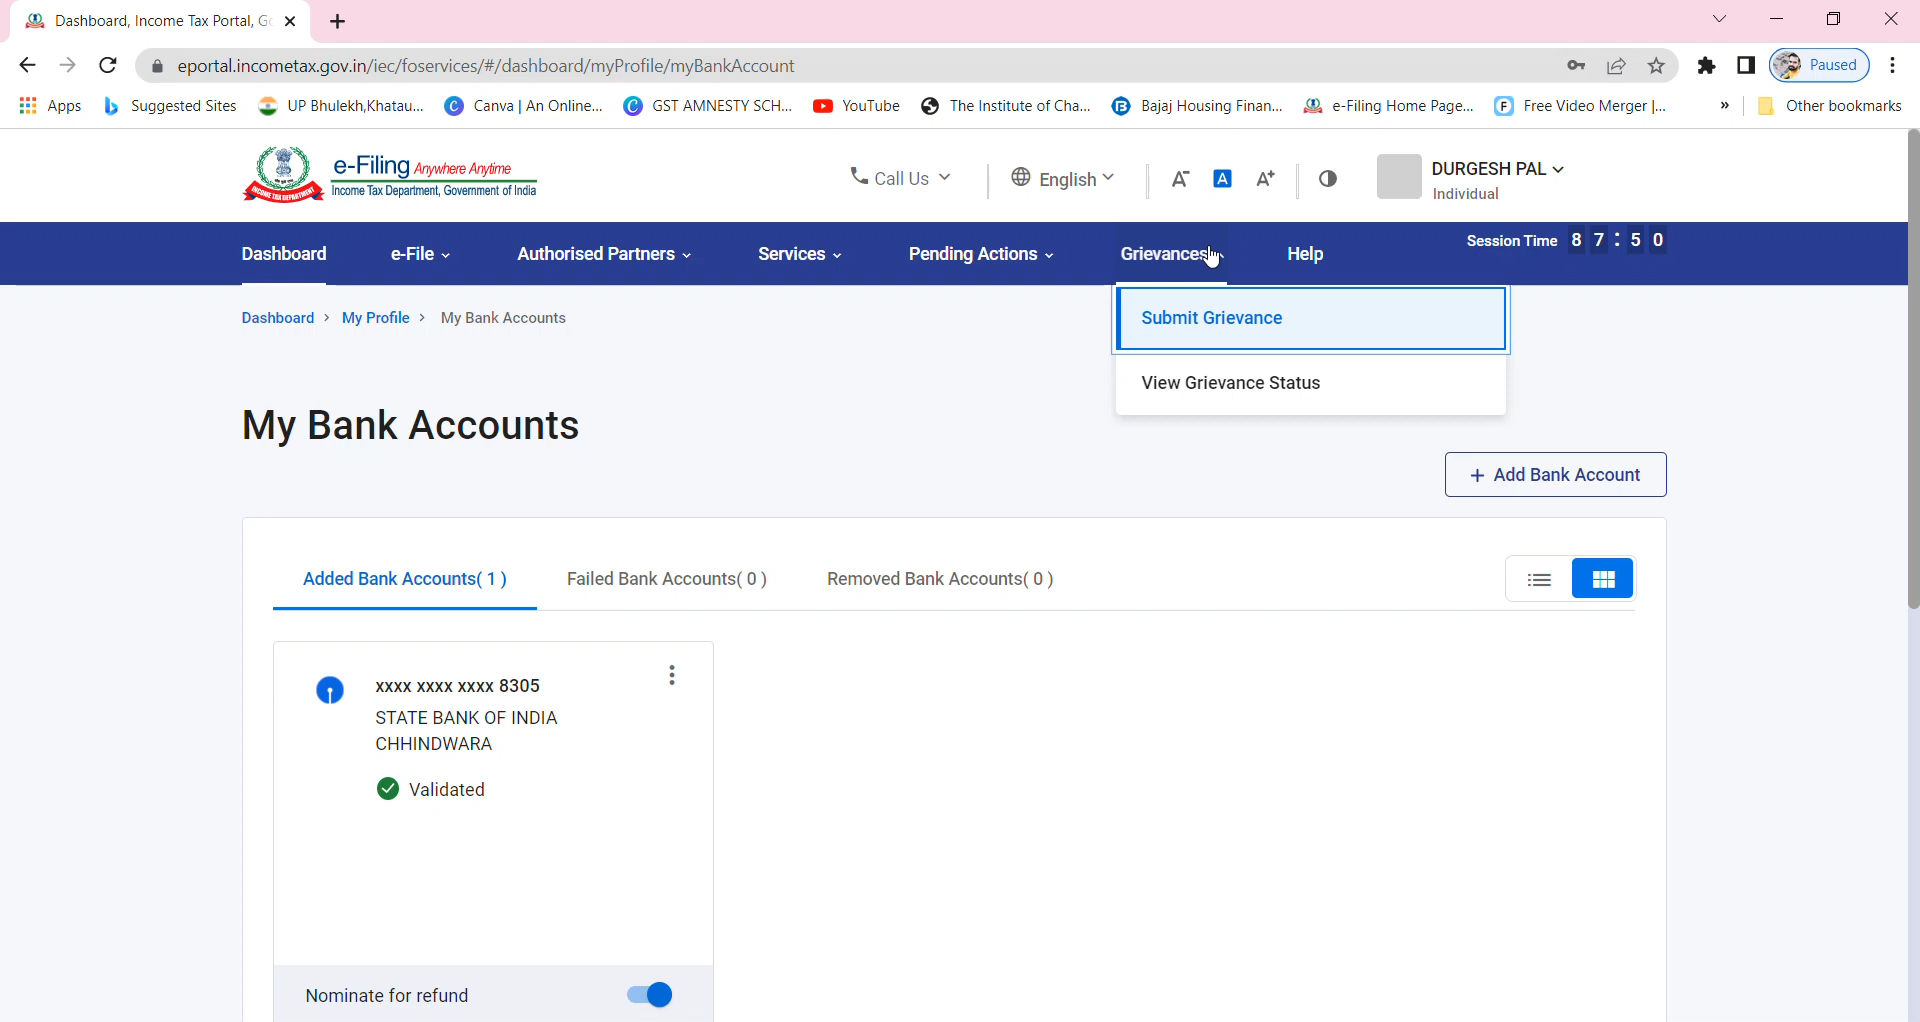 Dashboard, Income Tax Portal, G
eportal.incometax.gov.in/iec/foservices/#/dashboard/myProfile/myBankAccount
Paused
Apps
Suggested Sites
UP Bhulekh,Khatau...
Canva | An Online...
GST AMNESTY SCH...
YouTube
The Institute of Cha...
Bajaj Housing Finan...
e-Filing Home Page...
Free Video Merger |...
»
Other bookmarks
e-Filing Anywhere Anytime
Income Tax Department, Government of India
INCOME TAX DEPARTMENT
Call Us
English
A-
A
A+
DURGESH PAL
Individual
Dashboard
e-File
Authorised Partners
Services
Pending Actions
Grievances
Help
Session Time 8 7 : 5 0
Dashboard > My Profile > My Bank Accounts
Submit Grievance
View Grievance Status
My Bank Accounts
+ Add Bank Account
Added Bank Accounts( 1 )
Failed Bank Accounts( 0 )
Removed Bank Accounts( 0 )
xxxx xxxx xxxx 8305
STATE BANK OF INDIA
CHHINDWARA
Validated
Nominate for refund